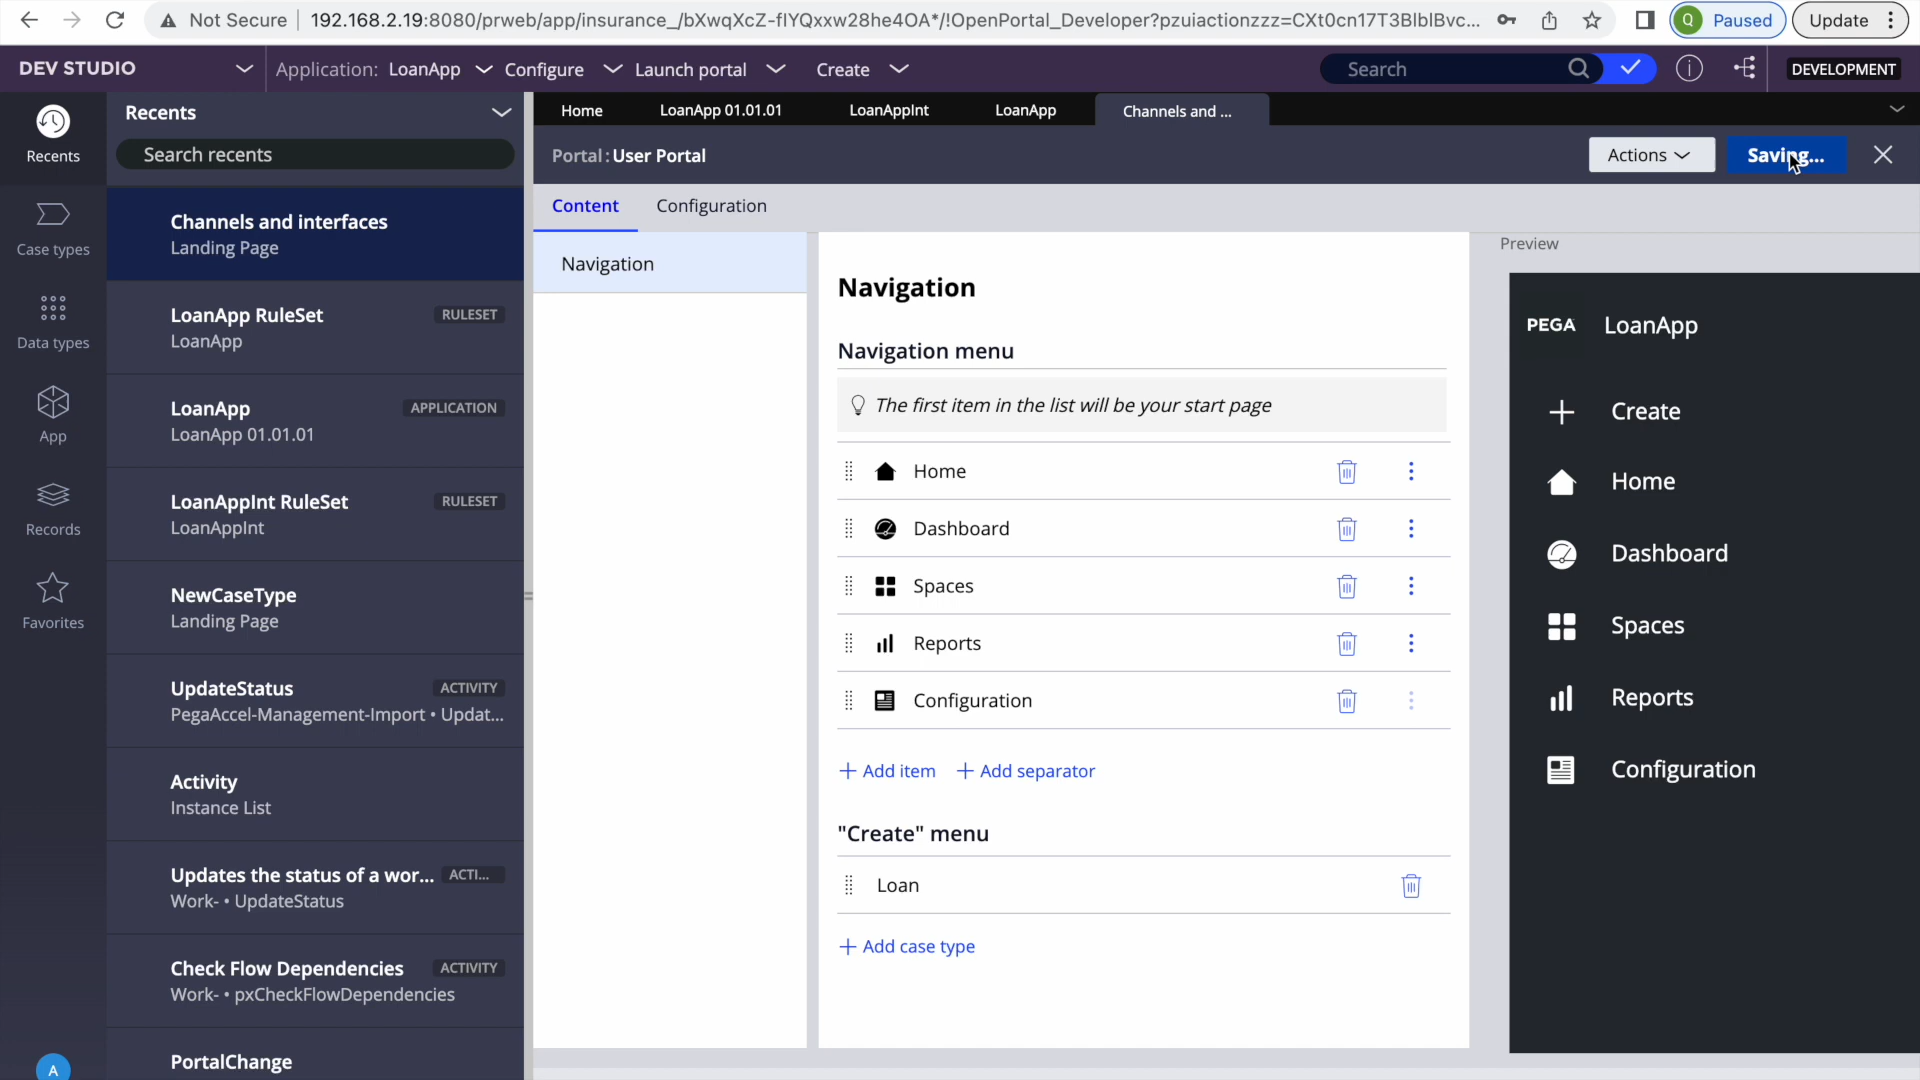 Not Secure
192.168.2.19:8080/prweb/app/insurance_/bXwqXcZ-fIYQxxw28he4OA*/!OpenPortal_Developer?pzuiactionzzz=CXt0cn17T3BlblBvc...
Q
Paused
Update
DEV STUDIO
Application: LoanApp
Configure
Launch portal
Create
Search
DEVELOPMENT
Recents
Case types
Data types
App
Records
Favorites
A
Recents
Search recents
Channels and interfaces
Landing Page
LoanApp RuleSet RULESET
LoanApp
LoanApp APPLICATION
LoanApp 01.01.01
LoanAppInt RuleSet RULESET
LoanAppInt
NewCaseType
Landing Page
UpdateStatus ACTIVITY
PegaAccel-Management-Import • Updat...
Activity
Instance List
Updates the status of a wor... ACTI...
Work- • UpdateStatus
Check Flow Dependencies ACTIVITY
Work- • pxCheckFlowDependencies
PortalChange
Home
LoanApp 01.01.01
LoanAppInt
LoanApp
Channels and ...
Portal: User Portal
Actions
Saving...
Content
Configuration
Navigation
Navigation
Navigation menu
The first item in the list will be your start page
Home
Dashboard
Spaces
Reports
Configuration
Add item
Add separator
"Create" menu
Loan
Add case type
Preview
PEGA LoanApp
Create
Home
Dashboard
Spaces
Reports
Configuration